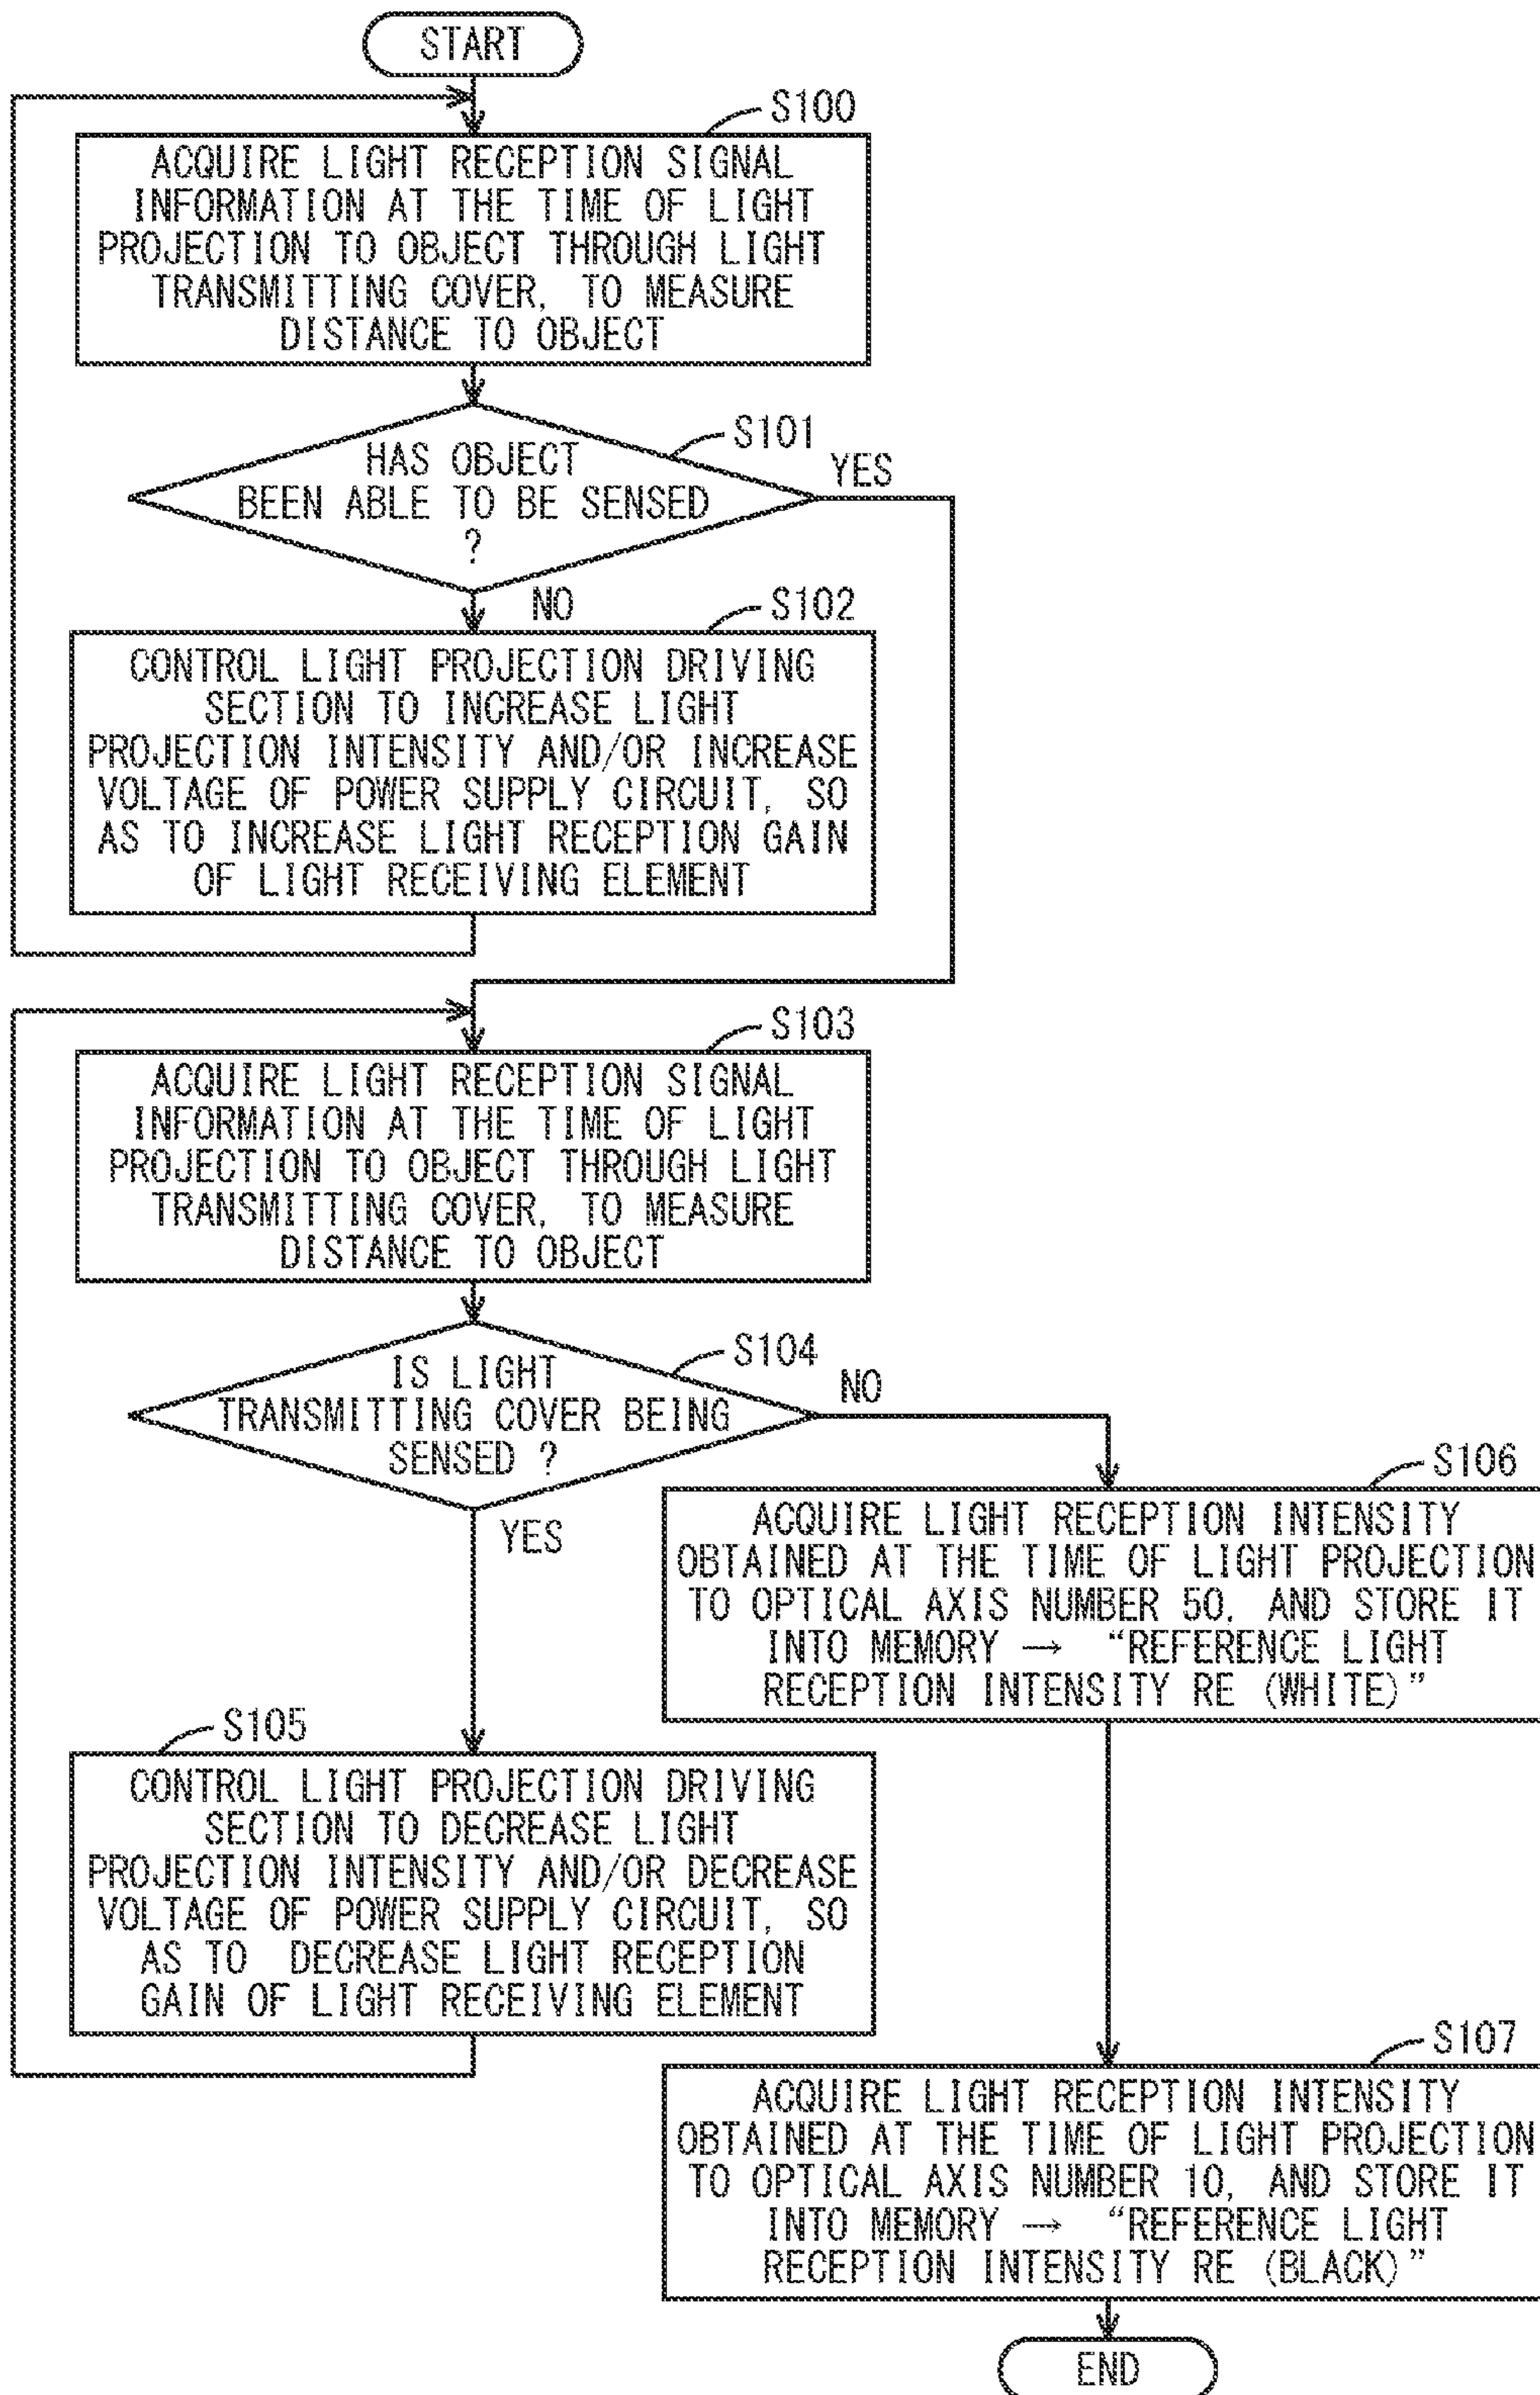 START
S100
ACQUIRE LIGHT RECEPTION SIGNAL
INFORMATION AT THE TIME OF LIGHT
PROJECTION TO OBJECT THROUGH LIGHT
TRANSMITTING COVER, TO MEASURE
DISTANCE TO OBJECT
S101
HAS OBJECT
BEEN ABLE TO BE SENSED
?
YES
NO
S102
CONTROL LIGHT PROJECTION DRIVING
SECTION TO INCREASE LIGHT
PROJECTION INTENSITY AND/OR INCREASE
VOLTAGE OF POWER SUPPLY CIRCUIT, SO
AS TO INCREASE LIGHT RECEPTION GAIN
OF LIGHT RECEIVING ELEMENT
S103
ACQUIRE LIGHT RECEPTION SIGNAL
INFORMATION AT THE TIME OF LIGHT
PROJECTION TO OBJECT THROUGH LIGHT
TRANSMITTING COVER, TO MEASURE
DISTANCE TO OBJECT
S104
IS LIGHT
TRANSMITTING COVER BEING
SENSED ?
NO
YES
S105
CONTROL LIGHT PROJECTION DRIVING
SECTION TO DECREASE LIGHT
PROJECTION INTENSITY AND/OR DECREASE
VOLTAGE OF POWER SUPPLY CIRCUIT, SO
AS TO DECREASE LIGHT RECEPTION
GAIN OF LIGHT RECEIVING ELEMENT
S106
ACQUIRE LIGHT RECEPTION INTENSITY
OBTAINED AT THE TIME OF LIGHT PROJECTION
TO OPTICAL AXIS NUMBER 50, AND STORE IT
INTO MEMORY → “REFERENCE LIGHT
RECEPTION INTENSITY RE (WHITE)”
S107
ACQUIRE LIGHT RECEPTION INTENSITY
OBTAINED AT THE TIME OF LIGHT PROJECTION
TO OPTICAL AXIS NUMBER 10, AND STORE IT
INTO MEMORY → “REFERENCE LIGHT
RECEPTION INTENSITY RE (BLACK)”
END